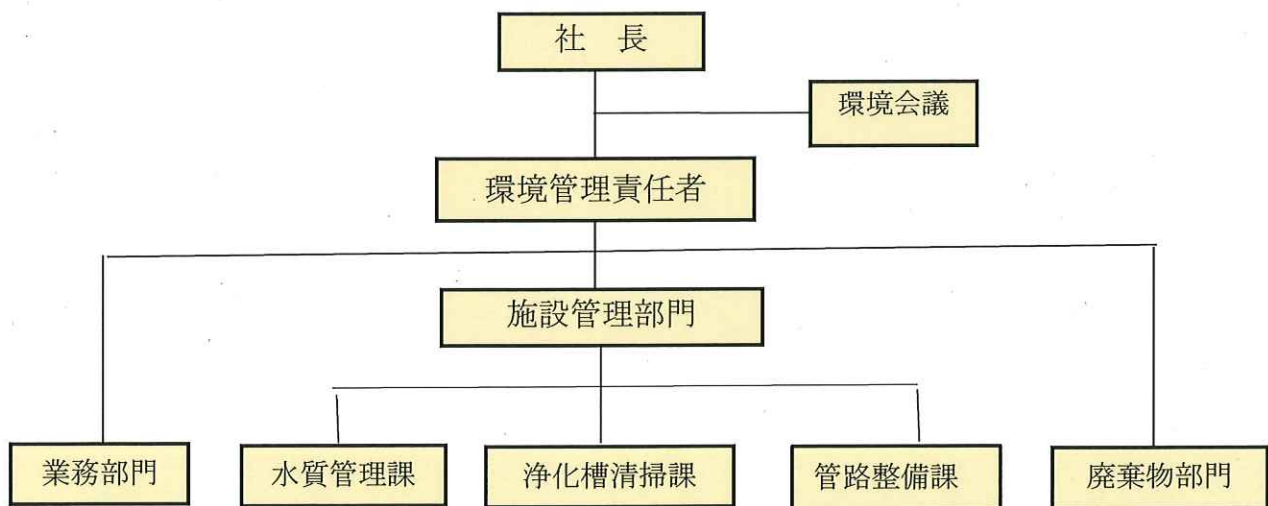 社　長
環境会議
環境管理責任者
施設管理部門
業務部門
水質管理課
浄化槽清掃課
管路整備課
廃棄物部門